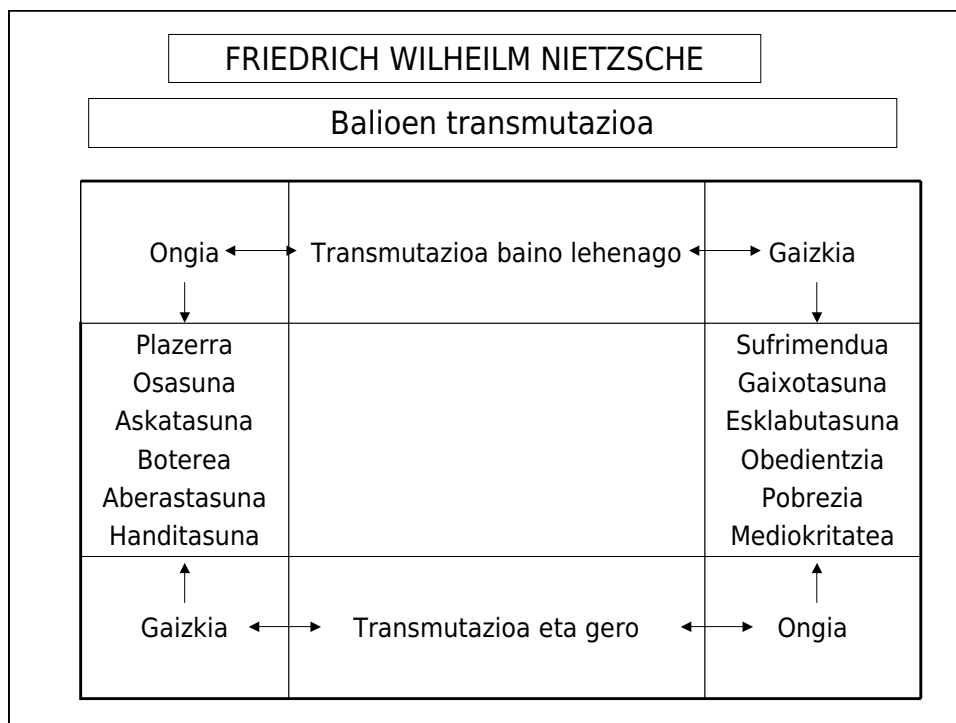 FRIEDRICH WILHEILM NIETZSCHE
Balioen transmutazioa
Ongia Transmutazioa baino lehenago Gaizkia
Plazerra Sufrimendua
Osasuna Gaixotasuna
Askatasuna Esklabutasuna
Boterea Obedientzia
Aberastasuna Pobrezia
Handitasuna Mediokritatea
Gaizkia Transmutazioa eta gero Ongia